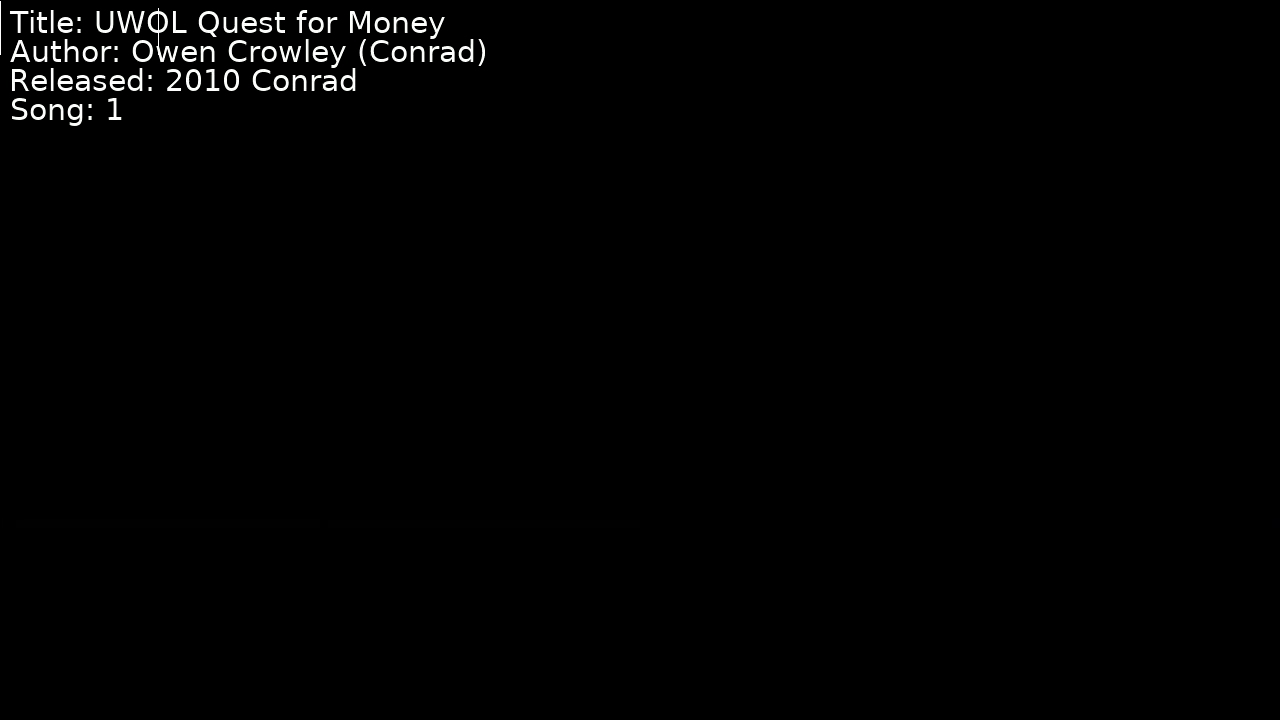 Title: UWOL Quest for Money
Author: Owen Crowley (Conrad)
Released: 2010 Conrad
Song: 1